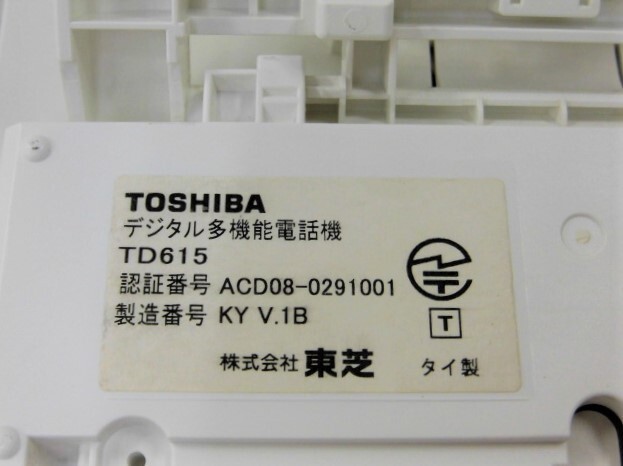 TOSHIBA
デジタル多機能電話機
TD615
認証番号 ACD08-0291001
製造番号 KY V.1B
T
株式会社 東芝
タイ製